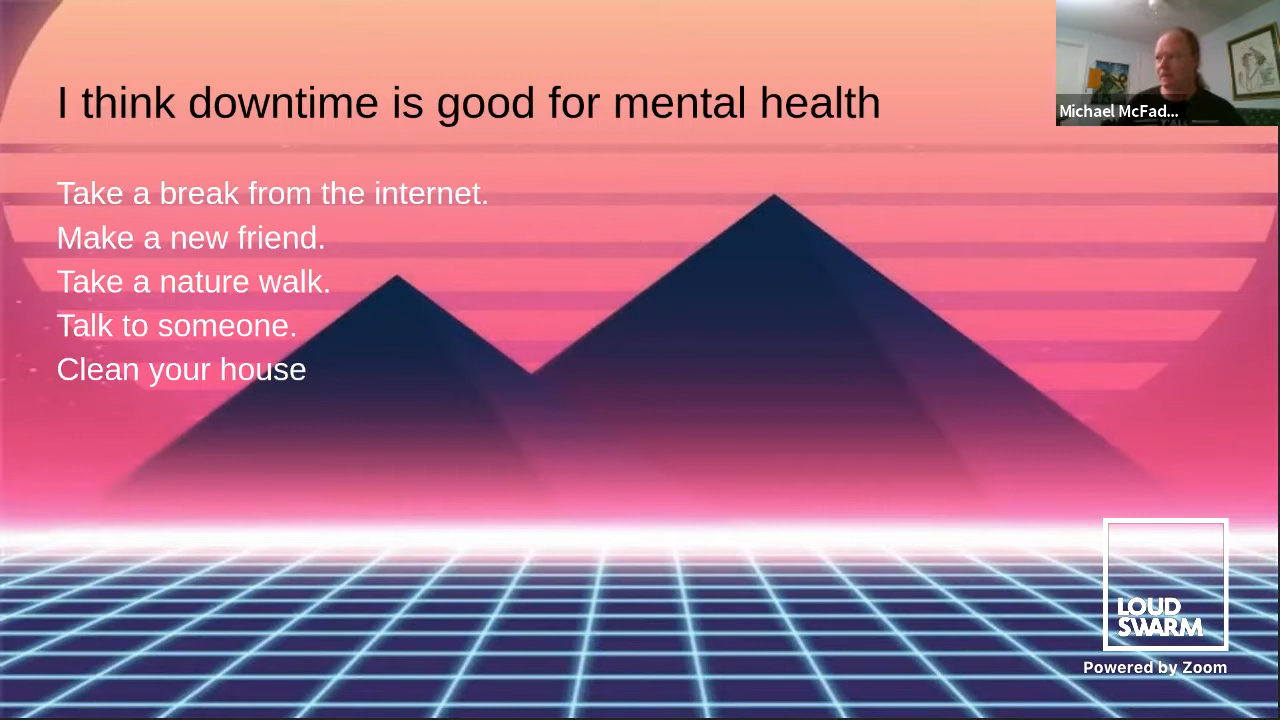 I think downtime is good for mental health
Take a break from the internet.
Make a new friend.
Take a nature walk.
Talk to someone.
Clean your house
Michael McFad...
LOUD
SWARM
Powered by Zoom